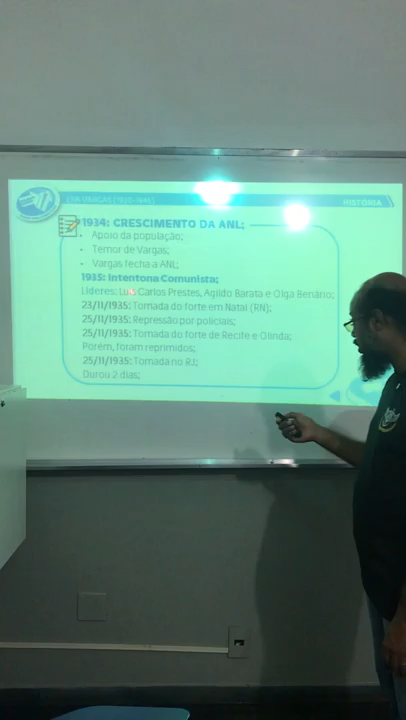 ERA VARGAS (1930-1945)
HISTÓRIA
1934: CRESCIMENTO DA ANL;
• Apoio da população;
• Temor de Vargas;
• Vargas fecha a ANL;
1935: Intentona Comunista;
Líderes: Luís Carlos Prestes, Agildo Barata e Olga Benário;
23/11/1935: Tomada do forte em Natal (RN);
25/11/1935: Repressão por policiais;
25/11/1935: Tomada do forte de Recife e Olinda;
Porém, foram reprimidos;
25/11/1935: Tomada no RJ;
Durou 2 dias;